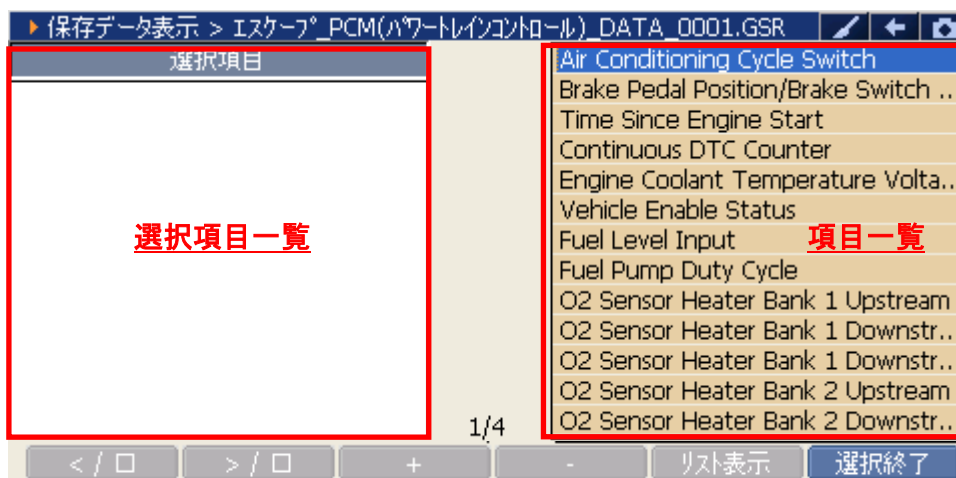 保存データ表示 > エスケープ_PCM(パワートレインコントロール)_DATA_0001.GSR
選択項目
選択項目一覧
Air Conditioning Cycle Switch
Brake Pedal Position/Brake Switch ..
Time Since Engine Start
Continuous DTC Counter
Engine Coolant Temperature Volta..
Vehicle Enable Status
Fuel Level Input
項目一覧
Fuel Pump Duty Cycle
O2 Sensor Heater Bank 1 Upstream
O2 Sensor Heater Bank 1 Downstr..
O2 Sensor Heater Bank 1 Downstr..
O2 Sensor Heater Bank 2 Upstream
O2 Sensor Heater Bank 2 Downstr..
1/4
< / □ > / □ + - リスト表示 選択終了